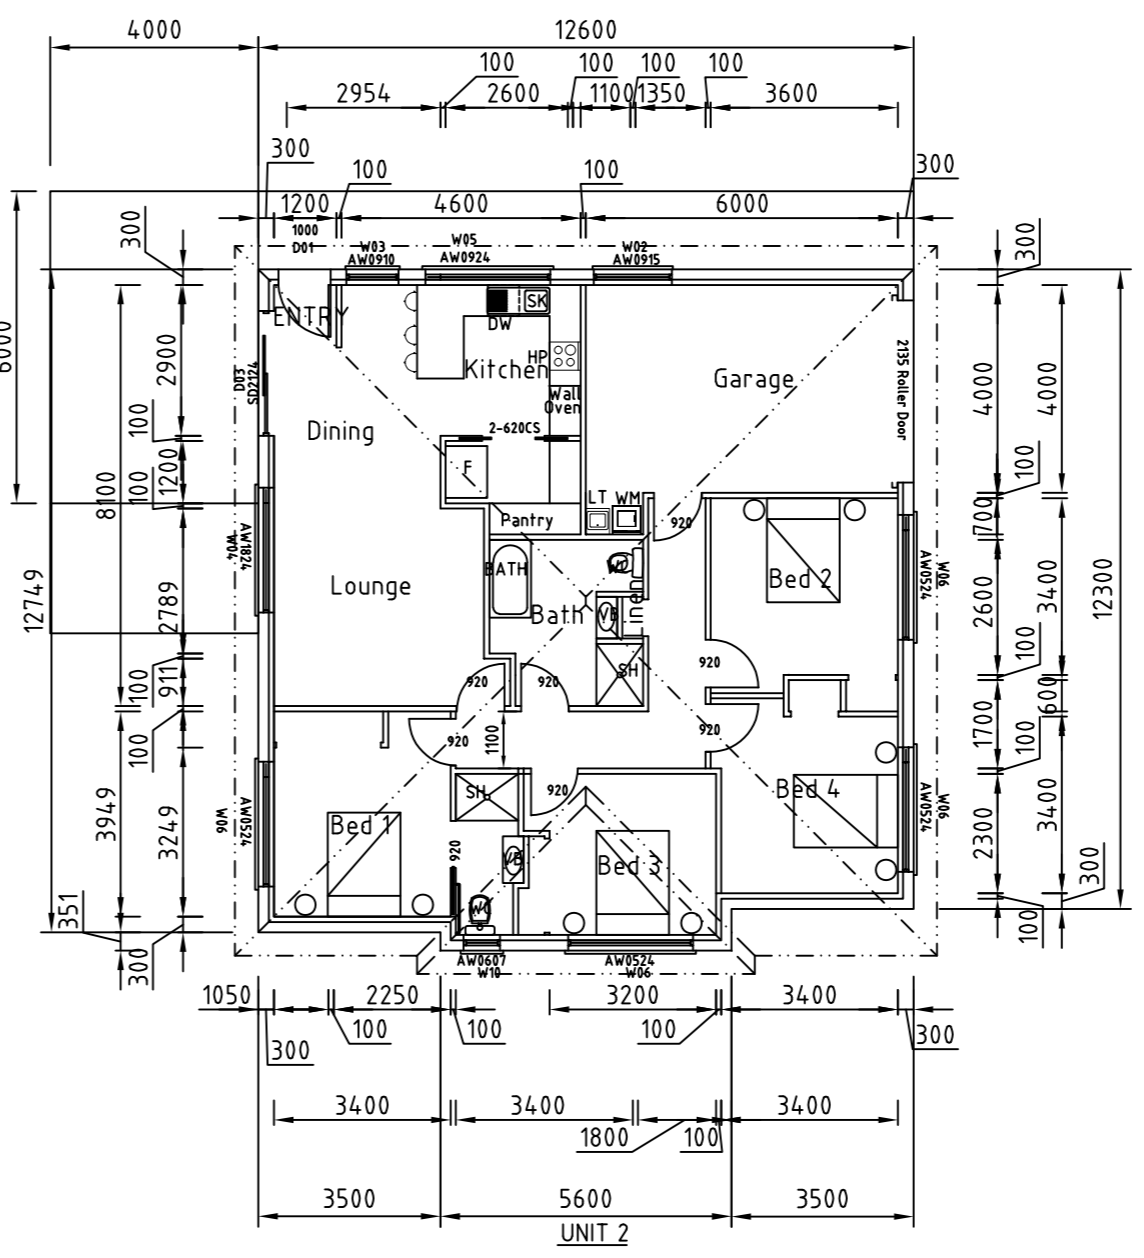 4000
12600
100
100
100
100
2954
2600
1100
1350
3600
300
100
100
300
1200
4600
6000
300
300
1000
D01
W03
AW0910
W05
AW0924
W02
AW0915
6000
ENTRY
SK
DW
HP
Kitchen
Garage
Wall
Oven
2135 Roller Door
D03
SD2124
2900
4000
4000
Dining
2-620CS
F
100
1200
100
8100
LT
WM
Pantry
920
100
700
W04
AW1824
12749
2789
Lounge
BATH
WC
Bath
VB
Linen
Bed 2
W06
AW0524
2600
3400
12300
100
911
100
920
920
SH
920
100
600
920
1100
920
100
1700
3949
3249
W06
AW0524
Bed 1
SH
920
VB
920
Bed 3
Bed 4
W06
AW0524
2300
3400
351
300
WC
300
100
AW0607
W10
AW0524
W06
1050
2250
3200
3400
300
100
100
100
300
3400
3400
1800
100
3400
3500
5600
3500
UNIT 2